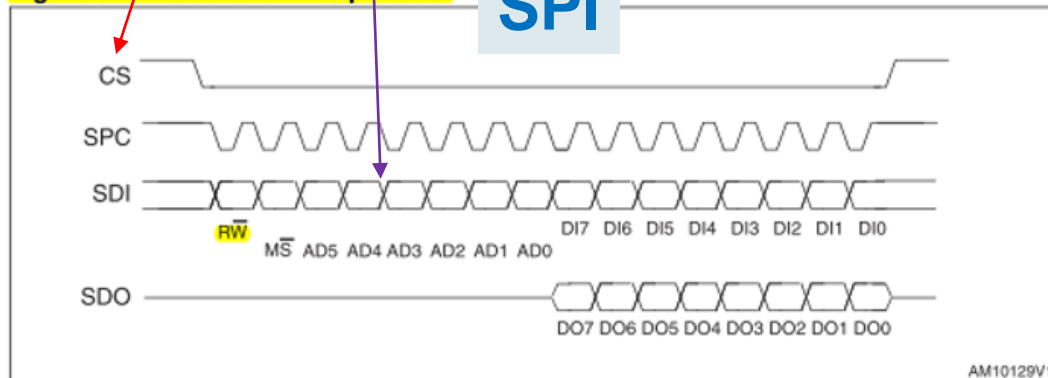 SPI
CS
SPC
SDI
RW̅
DI7 DI6 DI5 DI4 DI3 DI2 DI1 DI0
MS̅ AD5 AD4 AD3 AD2 AD1 AD0
SDO
DO7 DO6 DO5 DO4 DO3 DO2 DO1 DO0